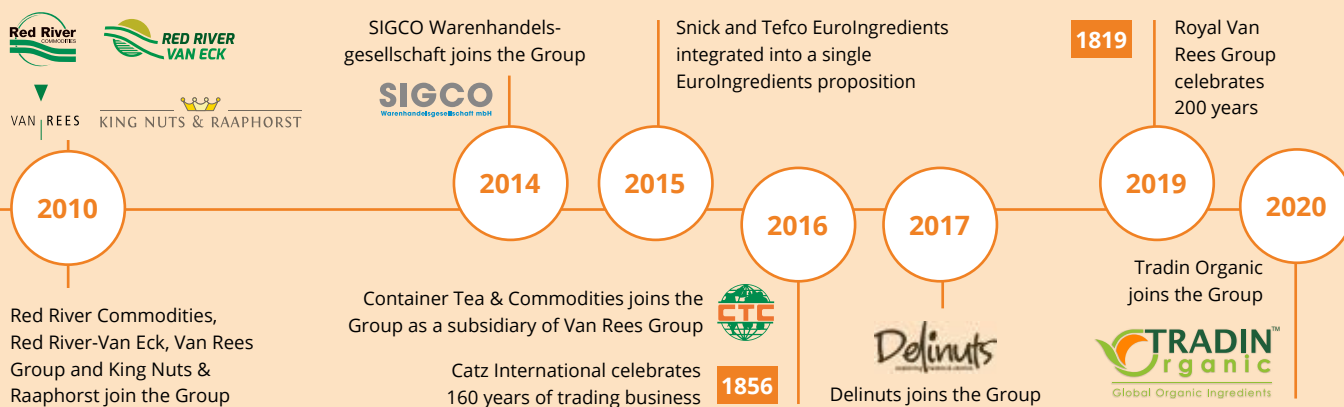 Red River
COMMODITIES
RED RIVER
VAN ECK
VAN REES
KING NUTS & RAAPHORST
2010
Red River Commodities,
Red River-Van Eck, Van Rees
Group and King Nuts &
Raaphorst join the Group
SIGCO Warenhandels-
gesellschaft joins the Group
SIGCO
Warenhandelsgesellschaft mbH
2014
Snick and Tefco EuroIngredients
integrated into a single
EuroIngredients proposition
2015
2016
Container Tea & Commodities joins the
Group as a subsidiary of Van Rees Group
CTC
Catz International celebrates
160 years of trading business
1856
2017
Delinuts
Delinuts joins the Group
1819
Royal Van
Rees Group
celebrates
200 years
2019
2020
Tradin Organic
joins the Group
TRADIN™
Organic
Global Organic Ingredients